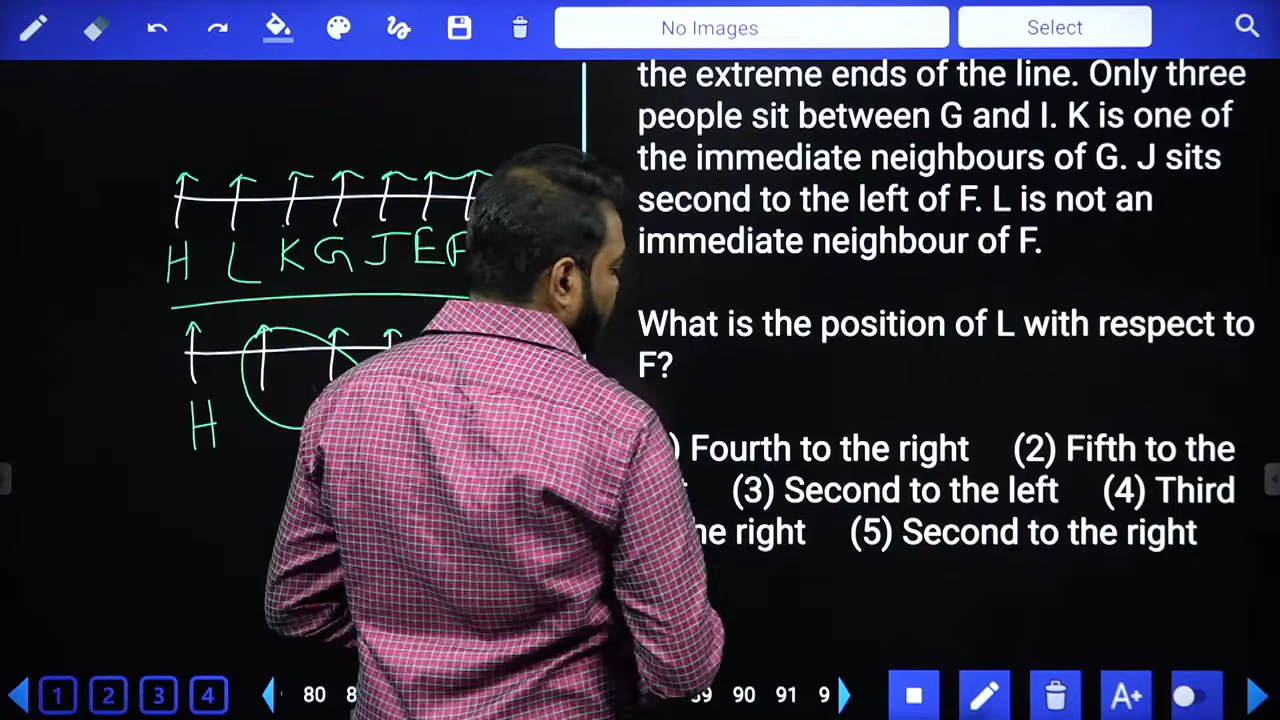 No Images
Select
the extreme ends of the line. Only three
people sit between G and I. K is one of
the immediate neighbours of G. J sits
second to the left of F. L is not an
immediate neighbour of F.
What is the position of L with respect to
F?
Fourth to the right (2) Fifth to the
(3) Second to the left (4) Third
right (5) Second to the right
H L K G J E F
H
1 2 3 4
80
90 91 9
A+